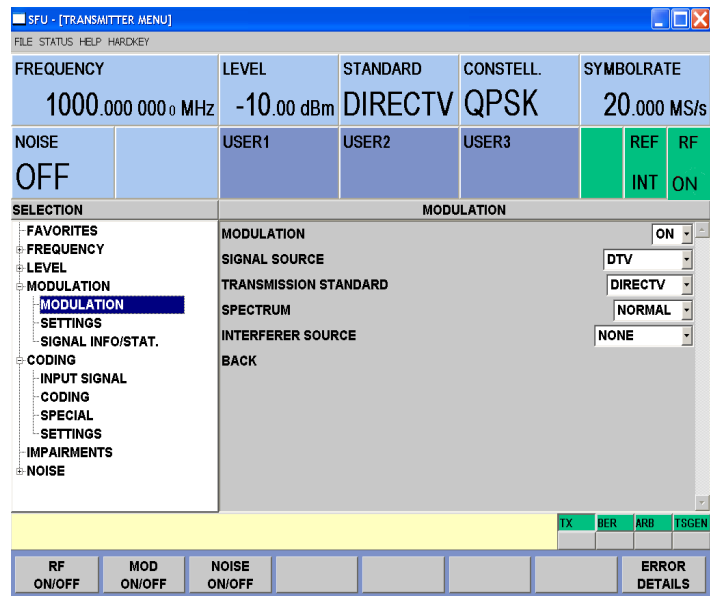 SFU - [TRANSMITTER MENU]
FILE STATUS HELP HARDKEY
FREQUENCY LEVEL STANDARD CONSTELL. SYMBOLRATE
1000.000 000 0 MHz -10.00 dBm DIRECTV QPSK 20.000 MS/s
NOISE USER1 USER2 USER3 REF RF
OFF INT ON
SELECTION MODULATION
FAVORITES
FREQUENCY
LEVEL
MODULATION
MODULATION
SETTINGS
SIGNAL INFO/STAT.
CODING
INPUT SIGNAL
CODING
SPECIAL
SETTINGS
IMPAIRMENTS
NOISE
MODULATION ON
SIGNAL SOURCE DTV
TRANSMISSION STANDARD DIRECTV
SPECTRUM NORMAL
INTERFERER SOURCE NONE
BACK
TX BER ARB TSGEN
RF ON/OFF MOD ON/OFF NOISE ON/OFF ERROR DETAILS